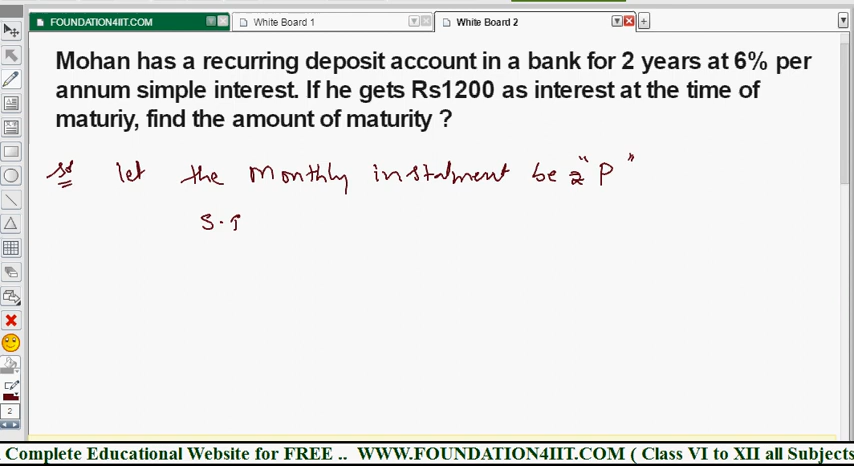 FOUNDATION4IIT.COM
White Board 1
White Board 2
Mohan has a recurring deposit account in a bank for 2 years at 6% per
annum simple interest. If he gets Rs1200 as interest at the time of
maturiy, find the amount of maturity ?
Sol let the Monthly instalment be ₹ "P"
S.I
2
Complete Educational Website for FREE .. WWW.FOUNDATION4IIT.COM ( Class VI to XII all Subjects